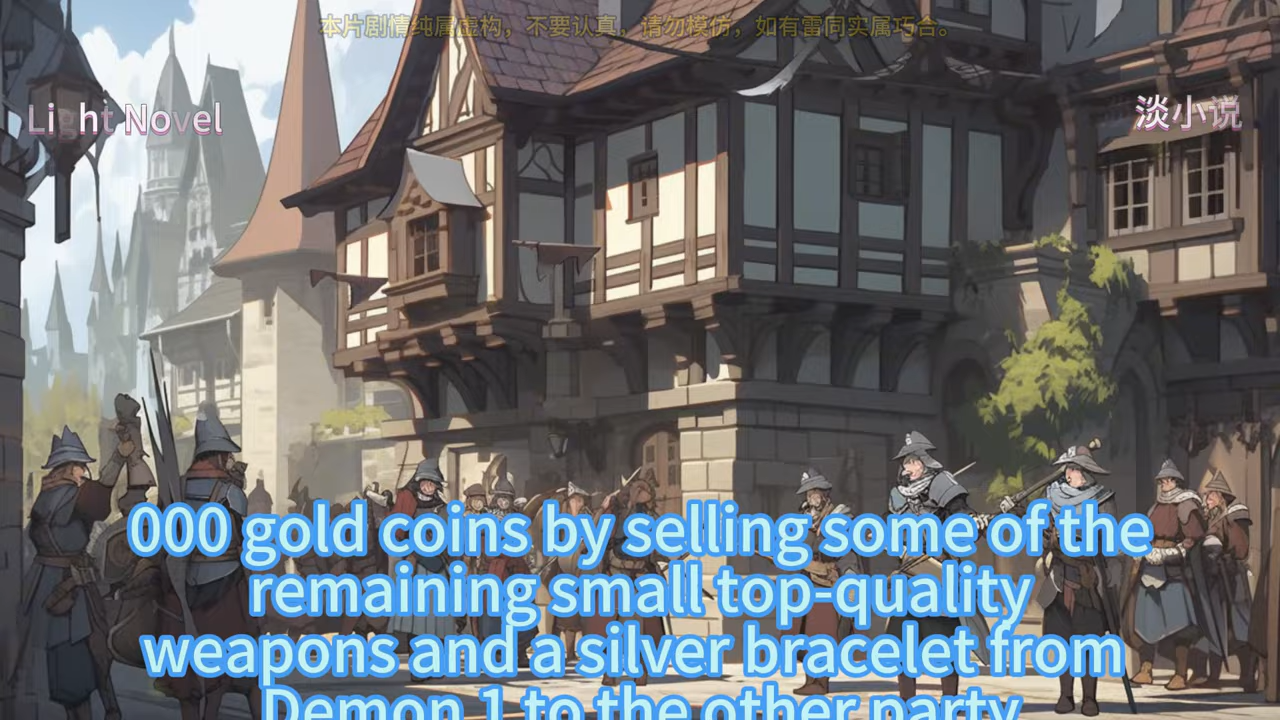 本片剧情纯属虚构，不要认真，请勿模仿，如有雷同实属巧合。
Light Novel
淡小说
000 gold coins by selling some of the
remaining small top-quality
weapons and a silver bracelet from
Demon 1 to the other party